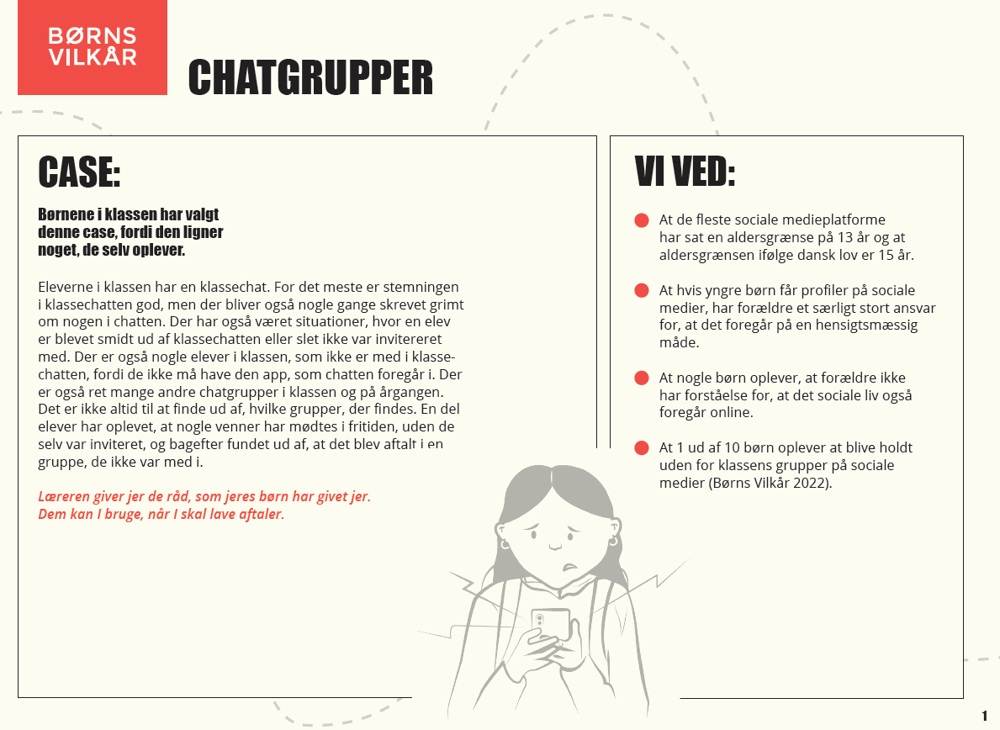 BØRNS
VILKÅR
CHATGRUPPER
CASE:
Børnene i klassen har valgt
denne case, fordi den ligner
noget, de selv oplever.
Eleverne i klassen har en klassechat. For det meste er stemningen
i klassechatten god, men der bliver også nogle gange skrevet grimt
om nogen i chatten. Der har også været situationer, hvor en elev
er blevet smidt ud af klassechatten eller slet ikke var invitereret
med. Der er også nogle elever i klassen, som ikke er med i klasse-
chatten, fordi de ikke må have den app, som chatten foregår i. Der
er også ret mange andre chatgrupper i klassen og på årgangen.
Det er ikke altid til at finde ud af, hvilke grupper, der findes. En del
elever har oplevet, at nogle venner har mødtes i fritiden, uden de
selv var inviteret, og bagefter fundet ud af, at det blev aftalt i en
gruppe, de ikke var med i.
Læreren giver jer de råd, som jeres børn har givet jer.
Dem kan I bruge, når I skal lave aftaler.
VI VED:
At de fleste sociale medieplatforme
har sat en aldersgrænse på 13 år og at
aldersgrænsen ifølge dansk lov er 15 år.
At hvis yngre børn får profiler på sociale
medier, har forældre et særligt stort ansvar
for, at det foregår på en hensigtsmæssig
måde.
At nogle børn oplever, at forældre ikke
har forståelse for, at det sociale liv også
foregår online.
At 1 ud af 10 børn oplever at blive holdt
uden for klassens grupper på sociale
medier (Børns Vilkår 2022).
1